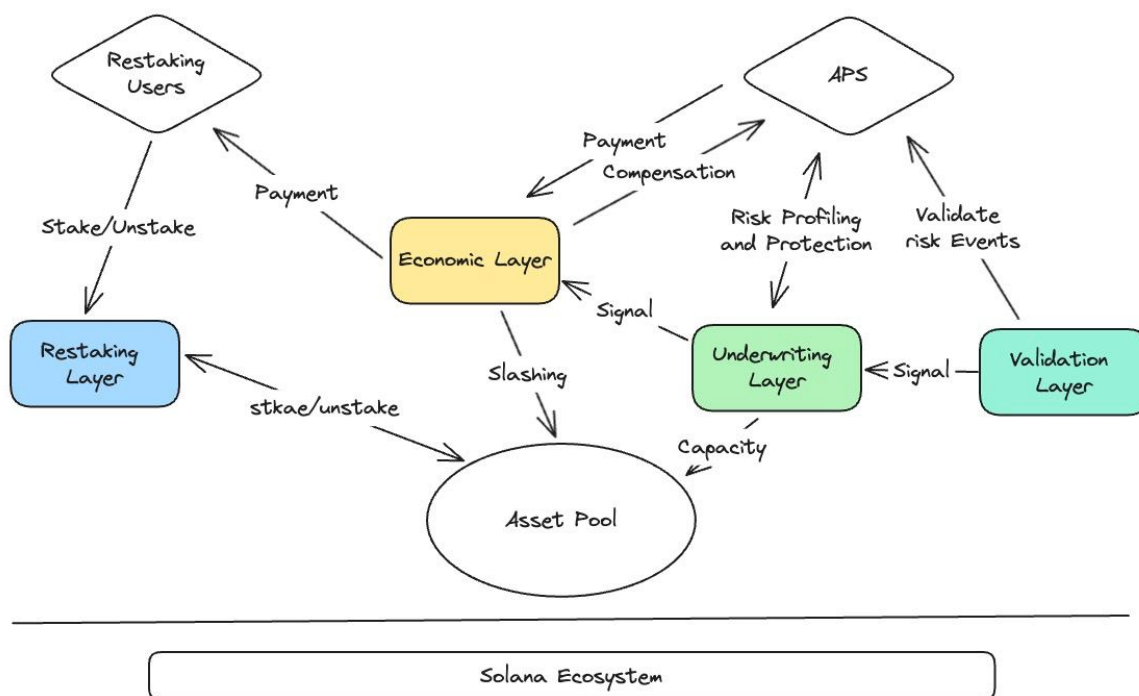 Restaking
Users
APS
Payment
Compensation
Payment
Stake/Unstake
Risk Profiling
and Protection
Validate
risk Events
Economic Layer
Signal
Restaking
Layer
Underwriting
Layer
Signal
Validation
Layer
Slashing
stkae/unstake
Capacity
Asset Pool
Solana Ecosystem